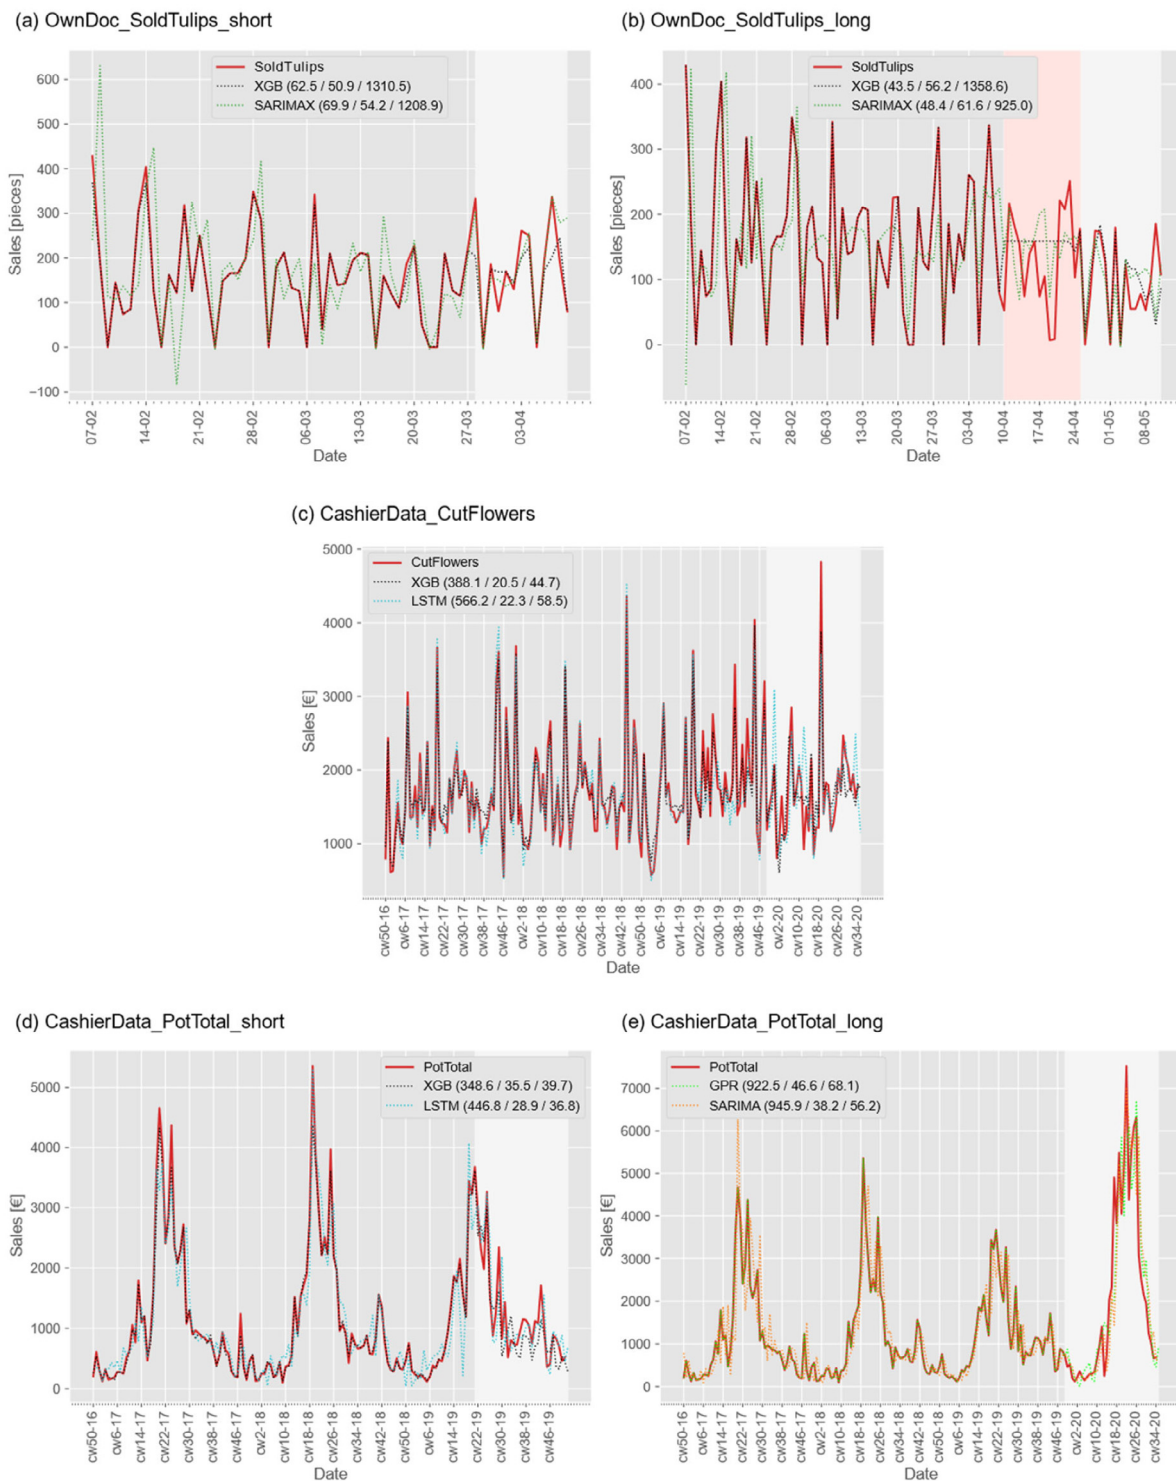 (a) OwnDoc_SoldTulips_short
SoldTulips
XGB (62.5 / 50.9 / 1310.5)
SARIMAX (69.9 / 54.2 / 1208.9)
Sales [pieces]
600
500
400
300
200
100
0
−100
07-02
14-02
21-02
28-02
06-03
13-03
20-03
27-03
03-04
Date
(b) OwnDoc_SoldTulips_long
SoldTulips
XGB (43.5 / 56.2 / 1358.6)
SARIMAX (48.4 / 61.6 / 925.0)
Sales [pieces]
400
300
200
100
0
07-02
14-02
21-02
28-02
06-03
13-03
20-03
27-03
03-04
10-04
17-04
24-04
01-05
08-05
Date
(c) CashierData_CutFlowers
CutFlowers
XGB (388.1 / 20.5 / 44.7)
LSTM (566.2 / 22.3 / 58.5)
Sales [€]
5000
4000
3000
2000
1000
cw50-16
cw6-17
cw14-17
cw22-17
cw30-17
cw38-17
cw46-17
cw2-18
cw10-18
cw18-18
cw26-18
cw34-18
cw42-18
cw50-18
cw6-19
cw14-19
cw22-19
cw30-19
cw38-19
cw46-19
cw2-20
cw10-20
cw18-20
cw26-20
cw34-20
Date
(d) CashierData_PotTotal_short
PotTotal
XGB (348.6 / 35.5 / 39.7)
LSTM (446.8 / 28.9 / 36.8)
Sales [€]
5000
4000
3000
2000
1000
0
cw50-16
cw6-17
cw14-17
cw22-17
cw30-17
cw38-17
cw46-17
cw2-18
cw10-18
cw18-18
cw26-18
cw34-18
cw42-18
cw50-18
cw6-19
cw14-19
cw22-19
cw30-19
cw38-19
cw46-19
Date
(e) CashierData_PotTotal_long
PotTotal
GPR (922.5 / 46.6 / 68.1)
SARIMA (945.9 / 38.2 / 56.2)
Sales [€]
7000
6000
5000
4000
3000
2000
1000
0
cw50-16
cw6-17
cw14-17
cw22-17
cw30-17
cw38-17
cw46-17
cw2-18
cw10-18
cw18-18
cw26-18
cw34-18
cw42-18
cw50-18
cw6-19
cw14-19
cw22-19
cw30-19
cw38-19
cw46-19
cw2-20
cw10-20
cw18-20
cw26-20
cw34-20
Date